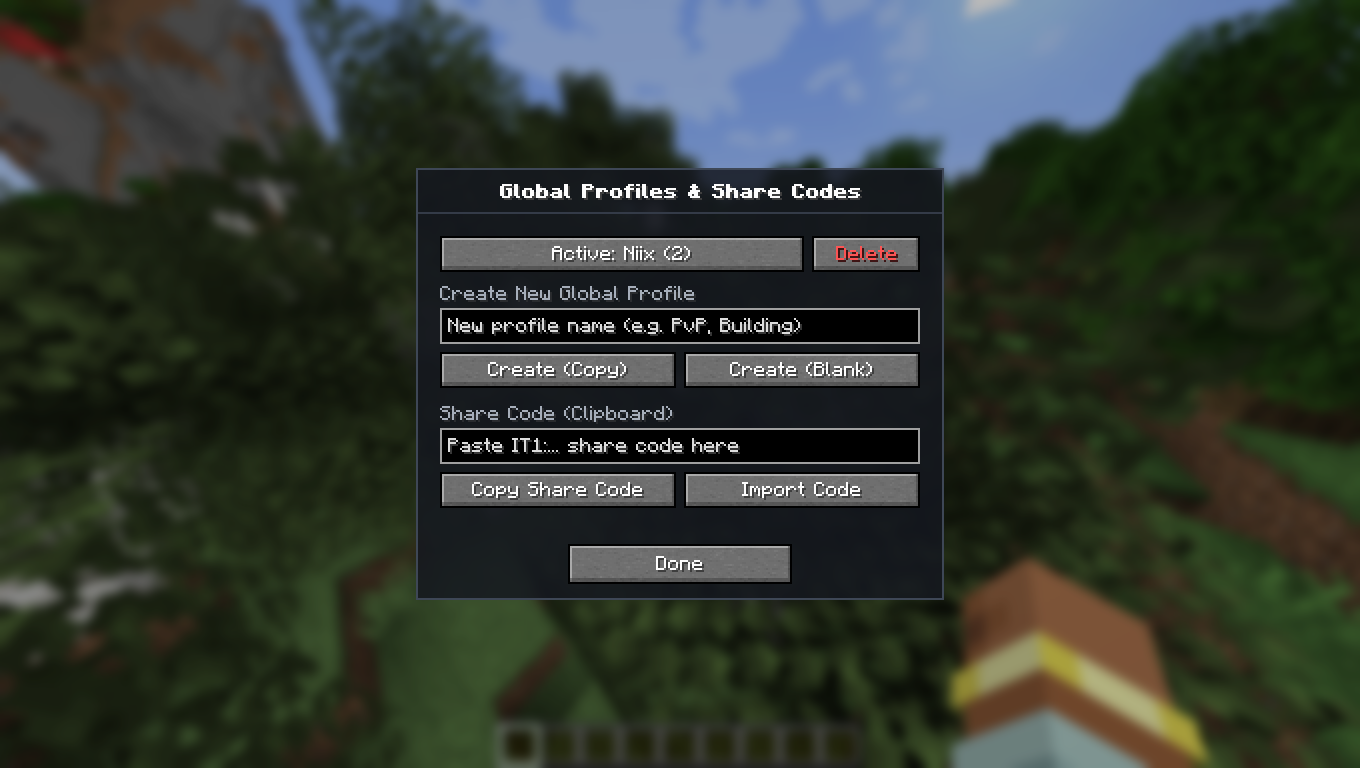 Global Profiles & Share Codes
Active: Niix (2)
Delete
Create New Global Profile
New profile name (e.g. PvP, Building)
Create (Copy)
Create (Blank)
Share Code (Clipboard)
Paste IT1:... share code here
Copy Share Code
Import Code
Done